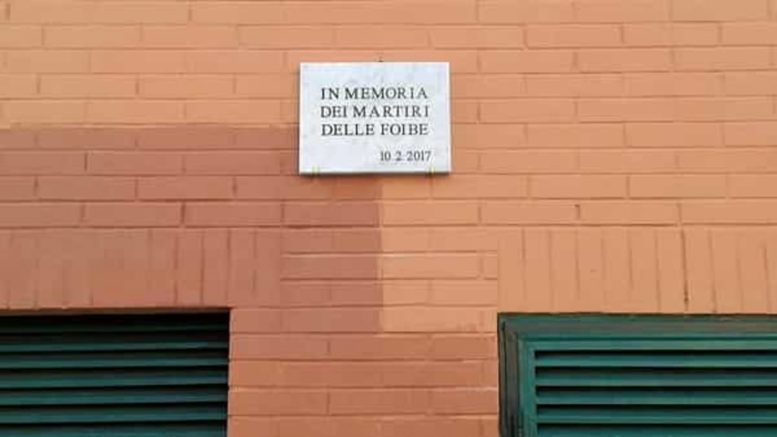 IN MEMORIA
DEI MARTIRI
DELLE FOIBE
10 2 2017